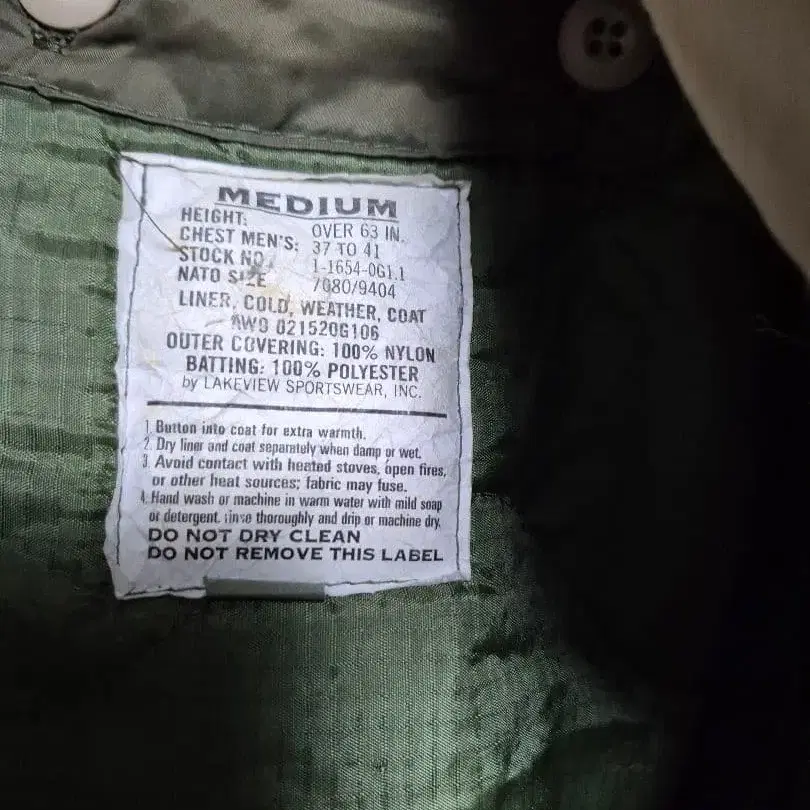 MEDIUM
HEIGHT: OVER 63 IN.
CHEST MEN'S: 37 TO 41
STOCK NO. 1-1654-0G1.1
NATO SIZE 7080/9404
LINER, COLD, WEATHER, COAT
AWO 021520G106
OUTER COVERING: 100% NYLON
BATTING: 100% POLYESTER
by LAKEVIEW SPORTSWEAR, INC.
1. Button into coat for extra warmth.
2. Dry liner and coat separately when damp or wet.
3. Avoid contact with heated stoves, open fires,
or other heat sources; fabric may fuse.
4. Hand wash or machine in warm water with mild soap
or detergent, rinse thoroughly and drip or machine dry.
DO NOT DRY CLEAN
DO NOT REMOVE THIS LABEL